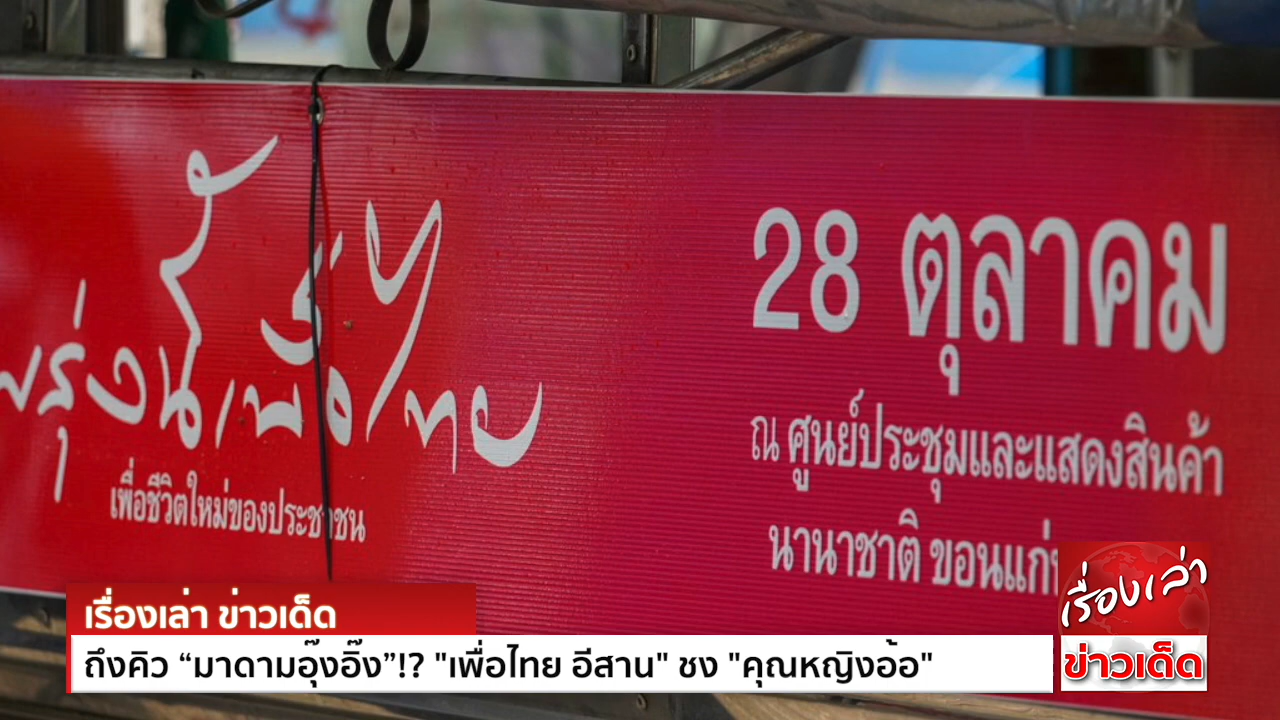 พรุ่งนี้เพื่อไทย
เพื่อชีวิตใหม่ของประชาชน
28 ตุลาคม
ณ ศูนย์ประชุมและแสดงสินค้า
นานาชาติ ขอนแก่น
เรื่องเล่า ข่าวเด็ด
ถึงคิว “มาดามอุ๊งอิ๊ง”!? "เพื่อไทย อีสาน" ชง "คุณหญิงอ้อ"
เรื่องเล่า
ข่าวเด็ด